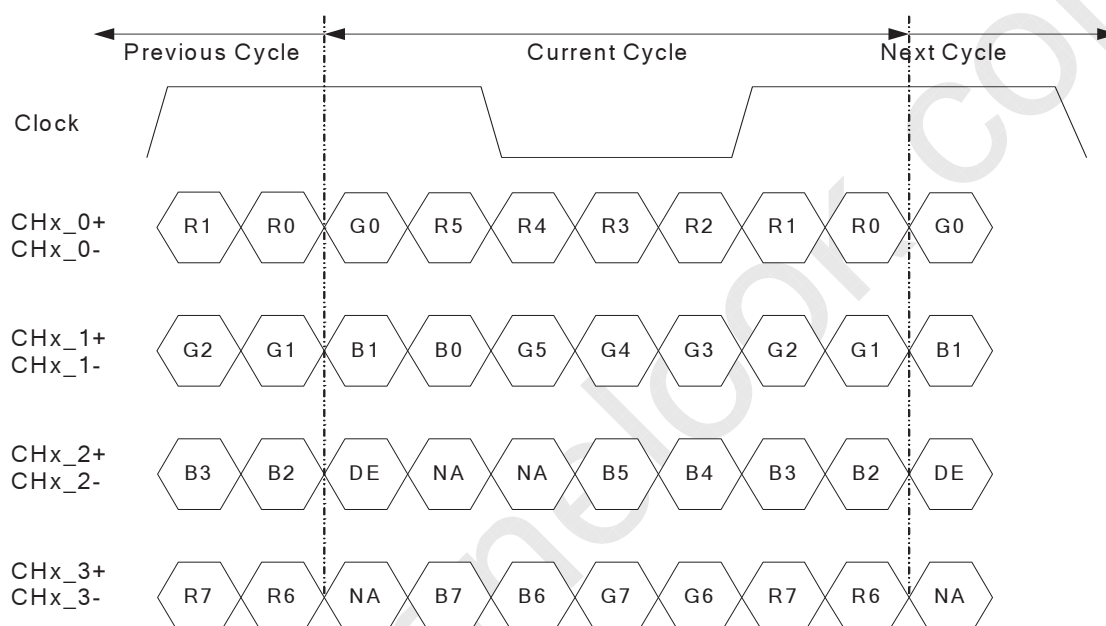 Previous Cycle Current Cycle Next Cycle
Clock
CHx_0+ R1 R0 G0 R5 R4 R3 R2 R1 R0 G0
CHx_0-
CHx_1+ G2 G1 B1 B0 G5 G4 G3 G2 G1 B1
CHx_1-
CHx_2+ B3 B2 DE NA NA B5 B4 B3 B2 DE
CHx_2-
CHx_3+ R7 R6 NA B7 B6 G7 G6 R7 R6 NA
CHx_3-